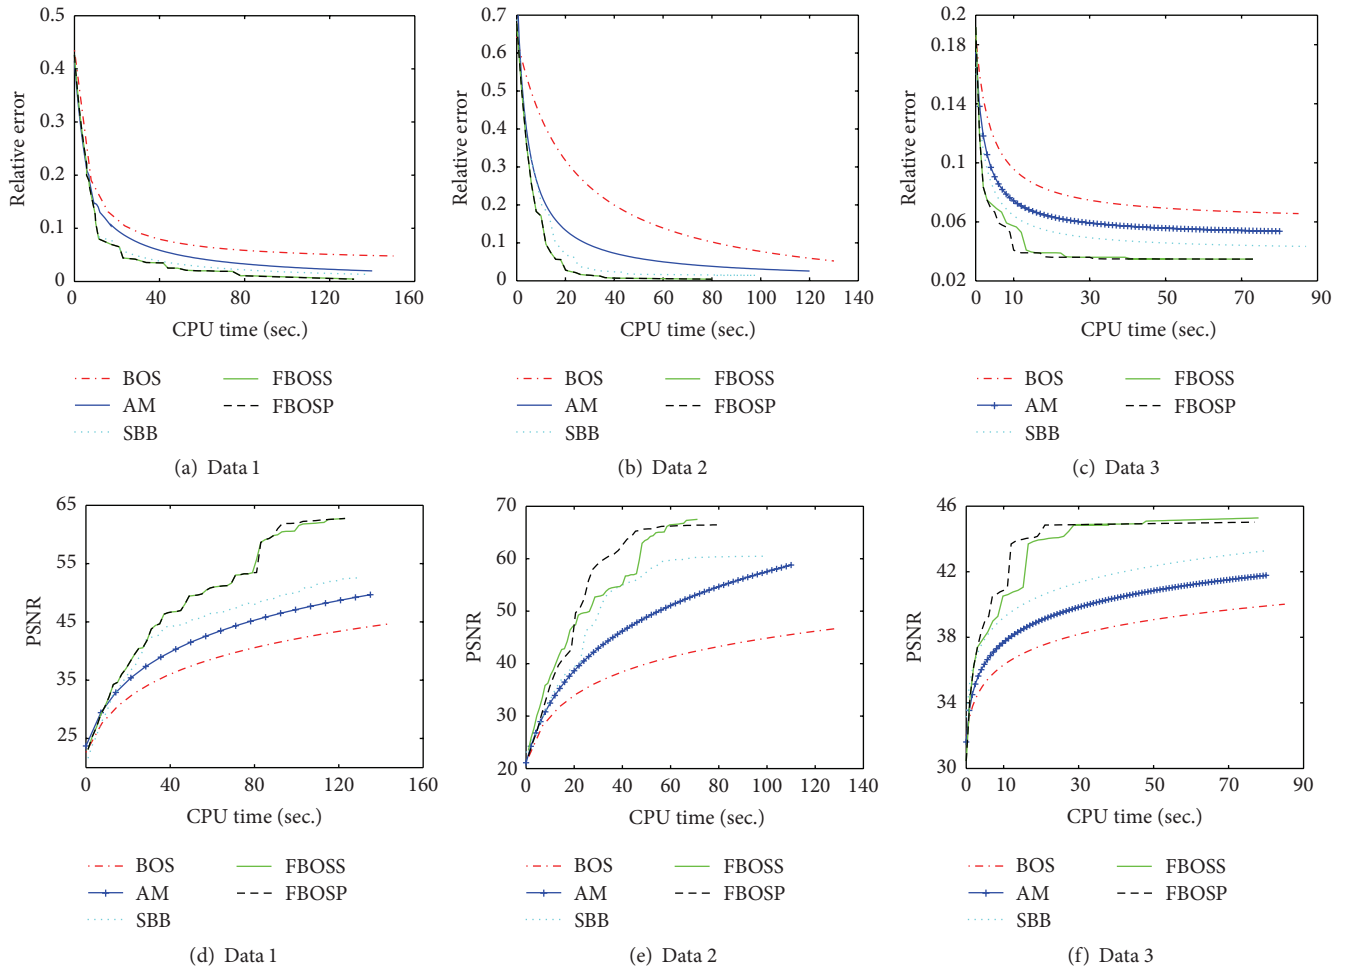 0.5
0.4
0.3
0.2
0.1
0
0 40 80 120 160
Relative error
CPU time (sec.)
BOS
AM
SBB
FBOSS
FBOSP
(a) Data 1
0.7
0.6
0.5
0.4
0.3
0.2
0.1
0
0 20 40 60 80 100 120 140
Relative error
CPU time (sec.)
BOS
AM
SBB
FBOSS
FBOSP
(b) Data 2
0.2
0.18
0.14
0.1
0.06
0.02
0 10 30 50 70 90
Relative error
CPU time (sec.)
BOS
AM
SBB
FBOSS
FBOSP
(c) Data 3
65
55
45
35
25
0 40 80 120 160
PSNR
CPU time (sec.)
BOS
AM
SBB
FBOSS
FBOSP
(d) Data 1
70
60
50
40
30
20
0 20 40 60 80 100 120 140
PSNR
CPU time (sec.)
BOS
AM
SBB
FBOSS
FBOSP
(e) Data 2
46
42
38
34
30
0 10 30 50 70 90
PSNR
CPU time (sec.)
BOS
AM
SBB
FBOSS
FBOSP
(f) Data 3